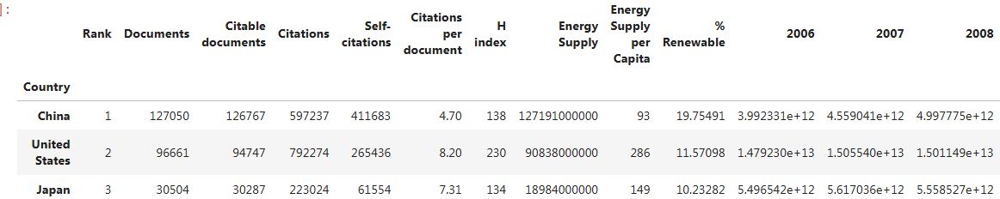 ]:
Rank Documents Citable documents Citations Self-citations Citations per document H index Energy Supply Energy Supply per Capita % Renewable 2006 2007 2008
Country
China 1 127050 126767 597237 411683 4.70 138 127191000000 93 19.75491 3.992331e+12 4.559041e+12 4.997775e+12
United States 2 96661 94747 792274 265436 8.20 230 90838000000 286 11.57098 1.479230e+13 1.505540e+13 1.501149e+13
Japan 3 30504 30287 223024 61554 7.31 134 18984000000 149 10.23282 5.496542e+12 5.617036e+12 5.558527e+12